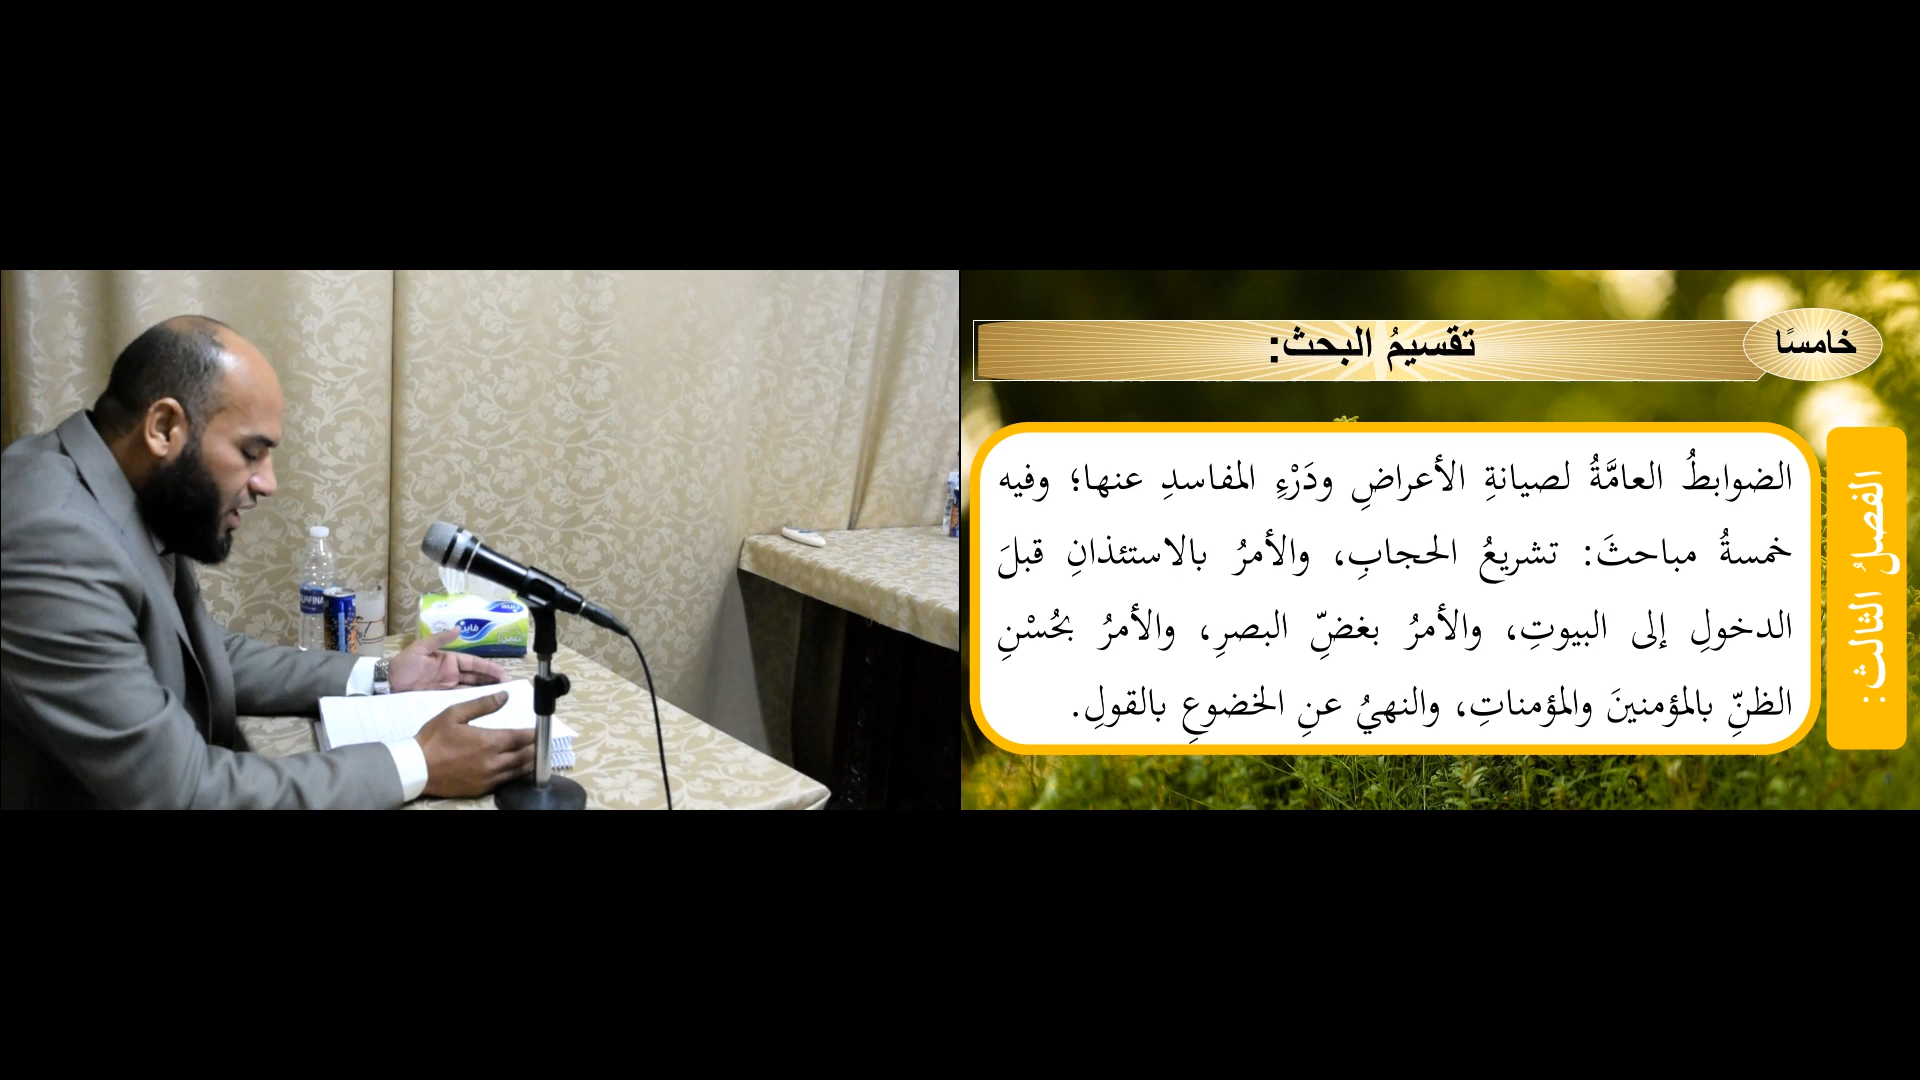 خامسًا
تقسيمُ البحث:
الفصلُ الثالث:
الضوابطُ العامَّةُ لصيانةِ الأعراضِ ودَرْءِ المفاسدِ عنها؛ وفيه
خمسةُ مباحثَ: تشريعُ الحجابِ، والأمرُ بالاستئذانِ قبلَ
الدخولِ إلى البيوتِ، والأمرُ بغضِّ البصرِ، والأمرُ بحُسْنِ
الظنِّ بالمؤمنينَ والمؤمناتِ، والنهيُ عنِ الخضوعِ بالقولِ.
فاين